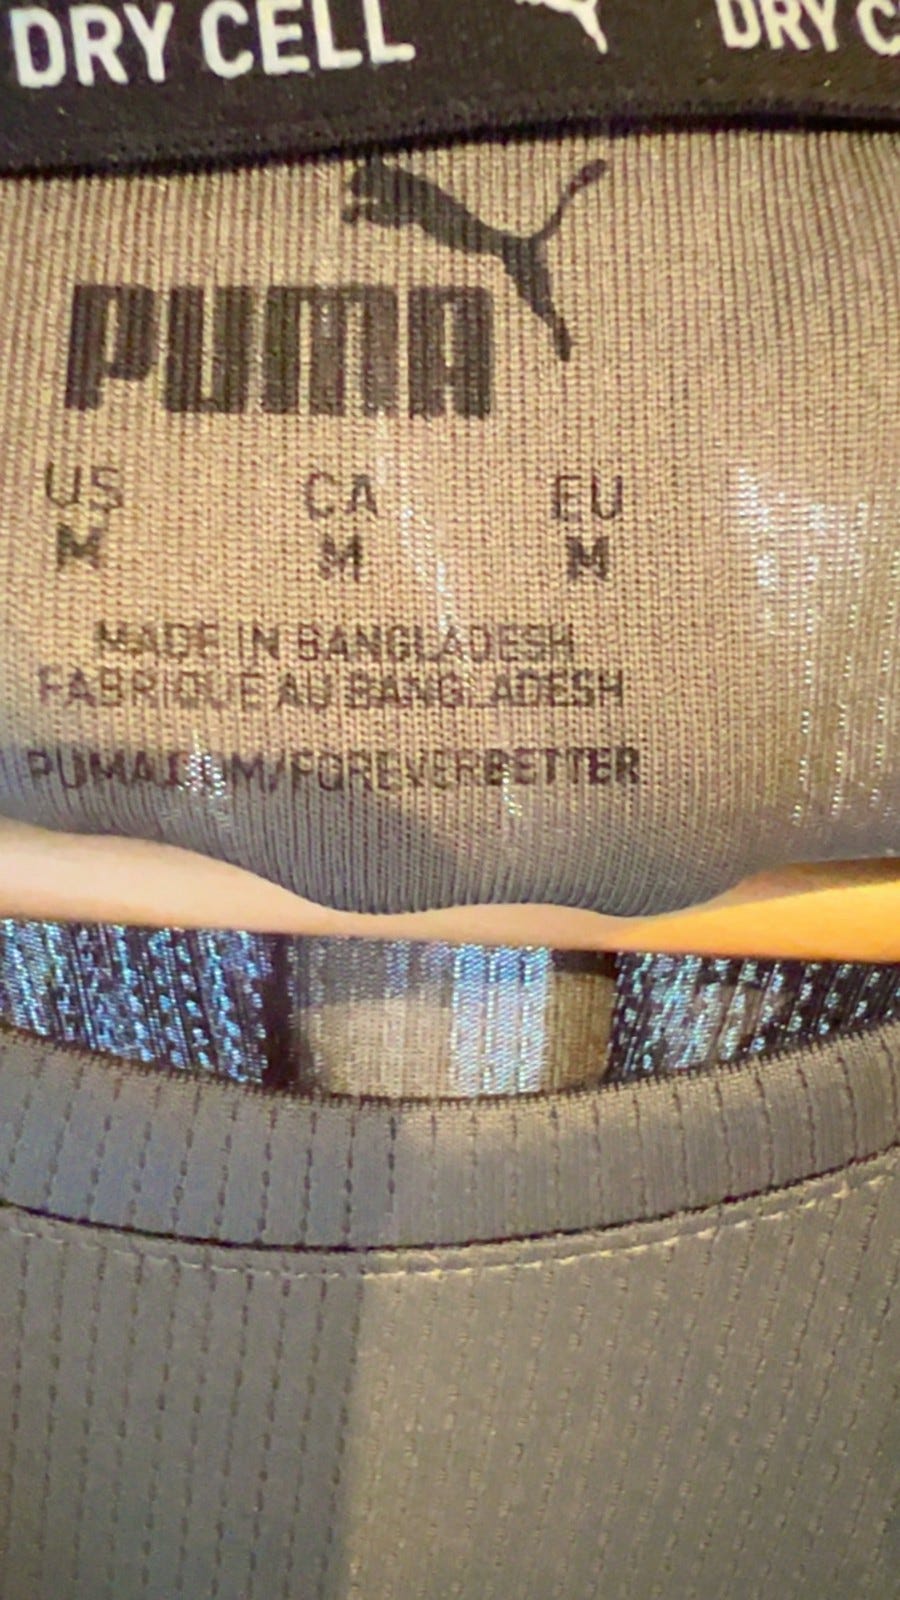 DRY CELL DRY C
PUMA
US CA EU
M M M
MADE IN BANGLADESH
FABRIQUÉ AU BANGLADESH
PUMA.COM/FOREVERBETTER